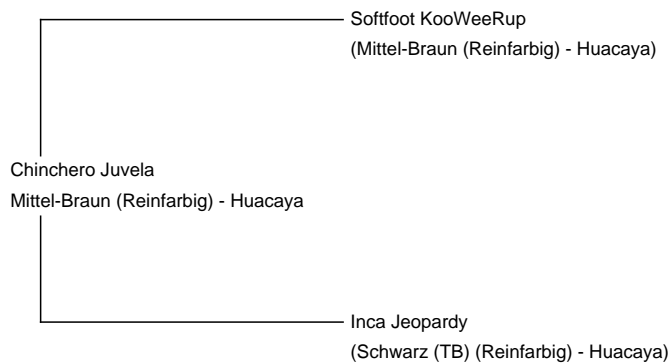 Softfoot KooWeeRup
(Mittel-Braun (Reinfarbig) - Huacaya)
Chinchero Juvela
Mittel-Braun (Reinfarbig) - Huacaya
Inca Jeopardy
(Schwarz (TB) (Reinfarbig) - Huacaya)